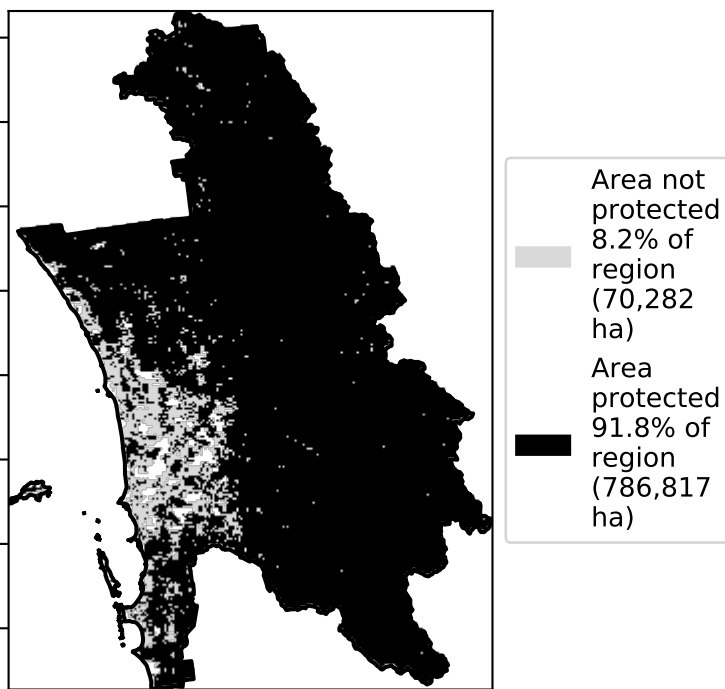 Area not
protected
8.2% of
region
(70,282
ha)
Area
protected
91.8% of
region
(786,817
ha)